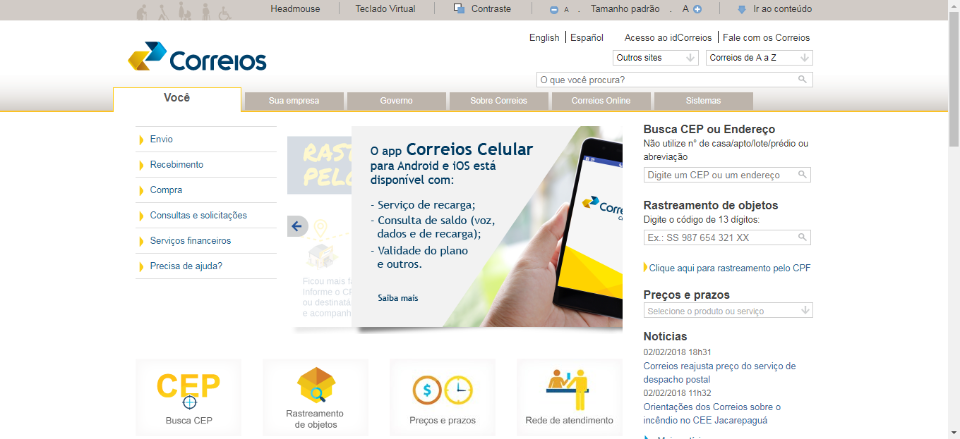 Headmouse
Teclado Virtual
Contraste
A . Tamanho padrão . A
Ir ao conteúdo
English
Español
Acesso ao idCorreios
Fale com os Correios
Correios
Outros sites
Correios de A a Z
O que você procura?
Você
Sua empresa
Governo
Sobre Correios
Correios Online
Sistemas
Envio
Recebimento
Compra
Consultas e solicitações
Serviços financeiros
Precisa de ajuda?
RAST
PELO
Ficou mais f
informe o CP
ou destinatá
e acompanh
O app Correios Celular
para Android e iOS está
disponível com:
- Serviço de recarga;
- Consulta de saldo (voz,
dados e de recarga);
- Validade do plano
e outros.
Saiba mais
Busca CEP ou Endereço
Não utilize n° de casa/apto/lote/prédio ou
abreviação
Digite um CEP ou um endereço
Rastreamento de objetos
Digite o código de 13 dígitos:
Ex.: SS 987 654 321 XX
Clique aqui para rastreamento pelo CPF
Preços e prazos
Selecione o produto ou serviço
Notícias
02/02/2018 18h31
Correios reajusta preço do serviço de
despacho postal
02/02/2018 11h32
Orientações dos Correios sobre o
incêndio no CEE Jacarepaguá
CEP
Busca CEP
Rastreamento
de objetos
$
Preços e prazos
Rede de atendimento